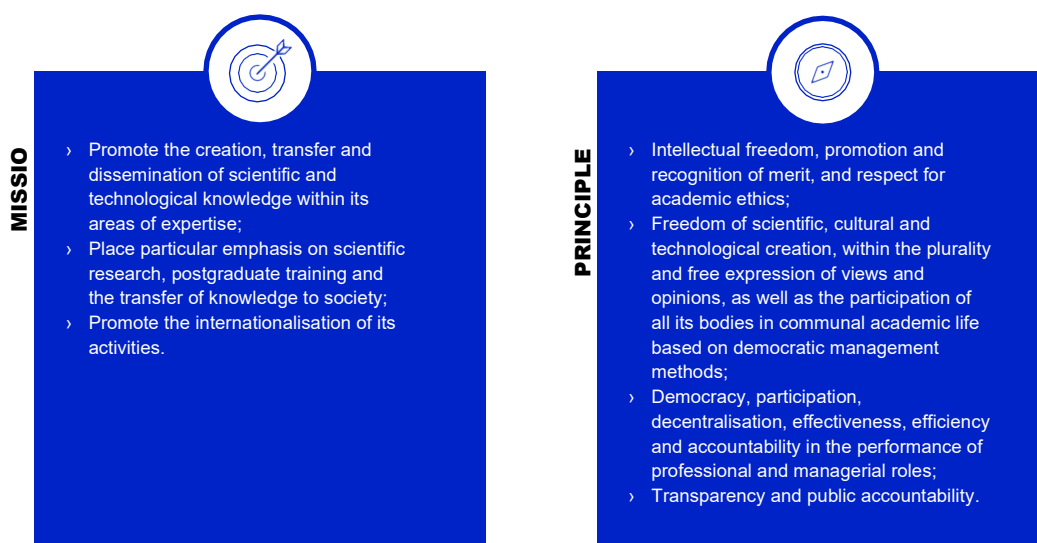 MISSIO
› Promote the creation, transfer and
dissemination of scientific and
technological knowledge within its
areas of expertise;
› Place particular emphasis on scientific
research, postgraduate training and
the transfer of knowledge to society;
› Promote the internationalisation of its
activities.
PRINCIPLE
› Intellectual freedom, promotion and
recognition of merit, and respect for
academic ethics;
› Freedom of scientific, cultural and
technological creation, within the plurality
and free expression of views and
opinions, as well as the participation of
all its bodies in communal academic life
based on democratic management
methods;
› Democracy, participation,
decentralisation, effectiveness, efficiency
and accountability in the performance of
professional and managerial roles;
› Transparency and public accountability.